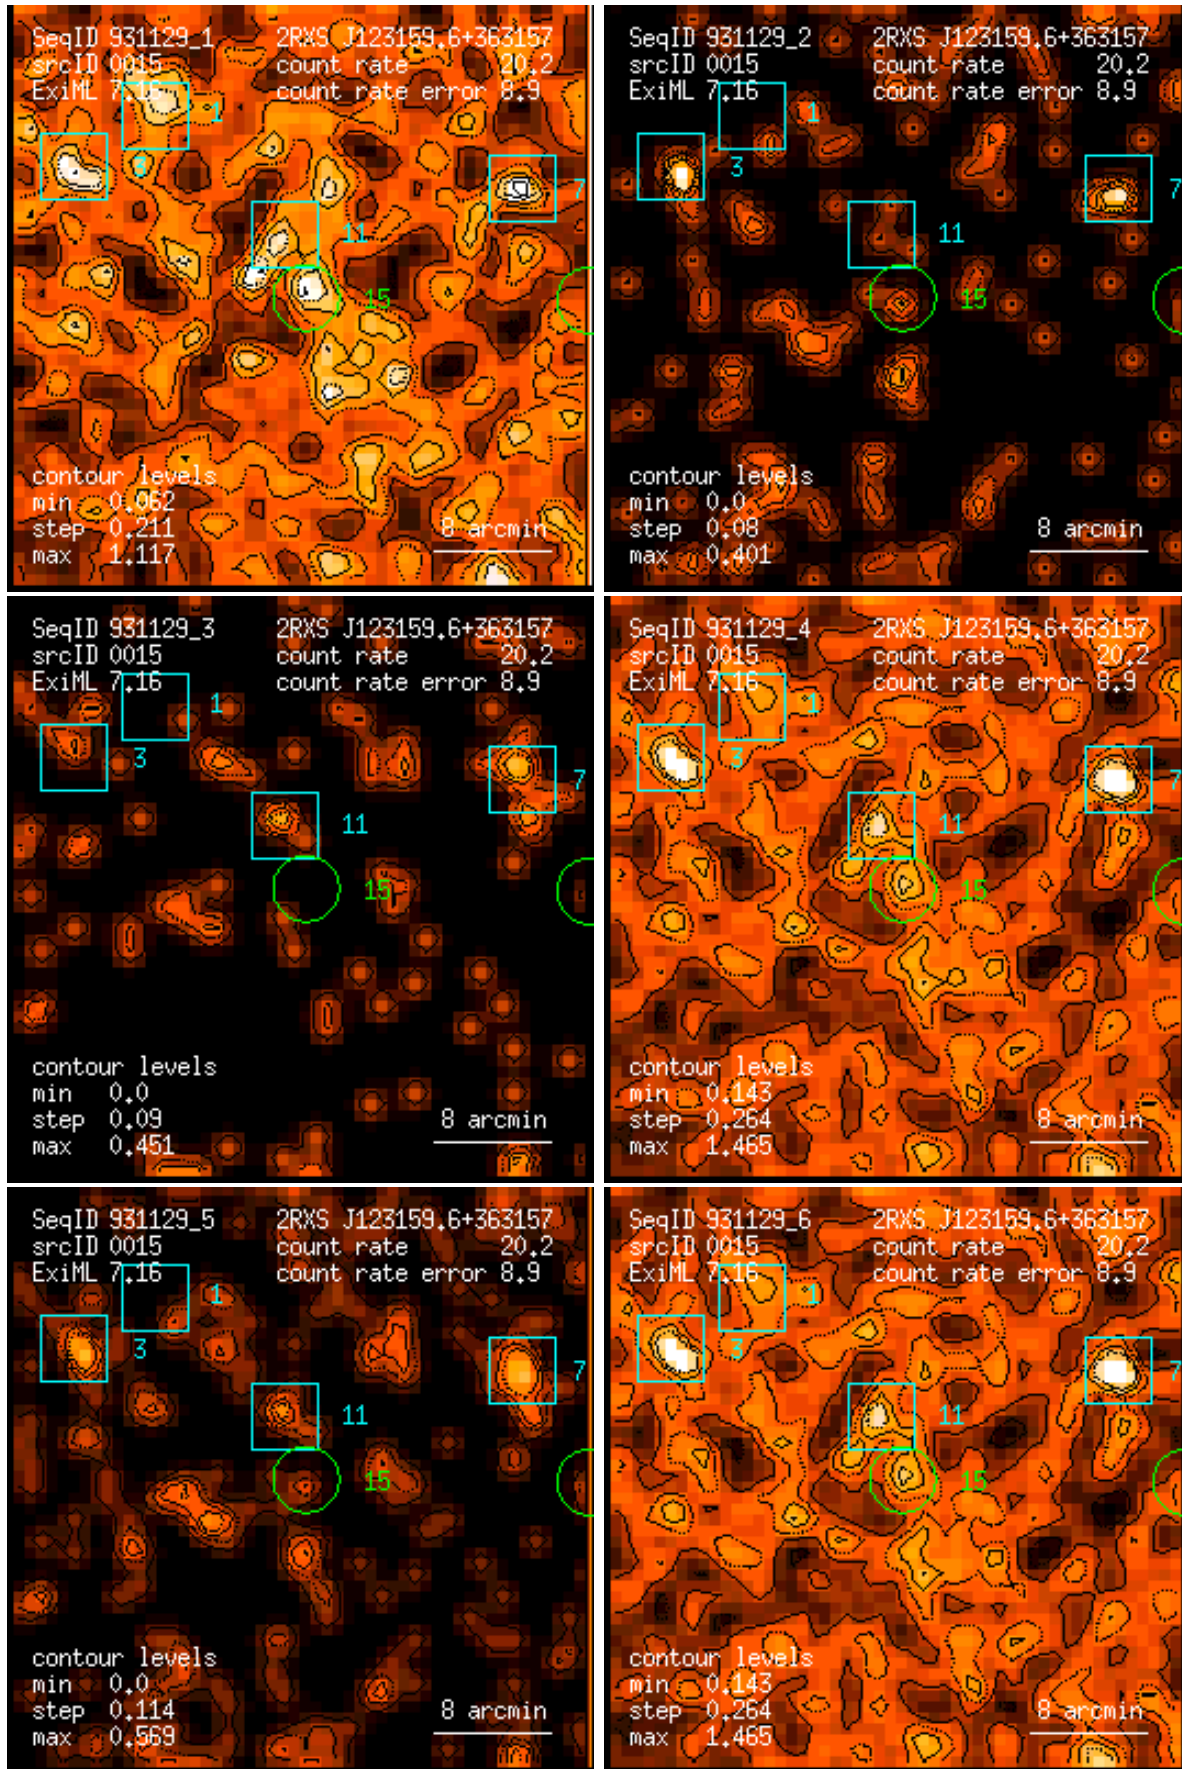 SeqID 931129_1 2RXS J123159.6+363157
srcID 0015 count rate 20.2
ExiML 7.16 count rate error 8.9
1
3
7
11
15
contour levels
min 0.062
step 0.211 8 arcmin
max 1.117
SeqID 931129_2 2RXS J123159.6+363157
srcID 0015 count rate 20.2
ExiML 7.16 count rate error 8.9
1
3
7
11
15
contour levels
min 0.0
step 0.08 8 arcmin
max 0.401
SeqID 931129_3 2RXS J123159.6+363157
srcID 0015 count rate 20.2
ExiML 7.16 count rate error 8.9
1
3
7
11
15
contour levels
min 0.0
step 0.09 8 arcmin
max 0.451
SeqID 931129_4 2RXS J123159.6+363157
srcID 0015 count rate 20.2
ExiML 7.16 count rate error 8.9
1
3
7
11
15
contour levels
min 0.143
step 0.264 8 arcmin
max 1.465
SeqID 931129_5 2RXS J123159.6+363157
srcID 0015 count rate 20.2
ExiML 7.16 count rate error 8.9
1
3
7
11
15
contour levels
min 0.0
step 0.114 8 arcmin
max 0.569
SeqID 931129_6 2RXS J123159.6+363157
srcID 0015 count rate 20.2
ExiML 7.16 count rate error 8.9
1
3
7
11
15
contour levels
min 0.143
step 0.264 8 arcmin
max 1.465